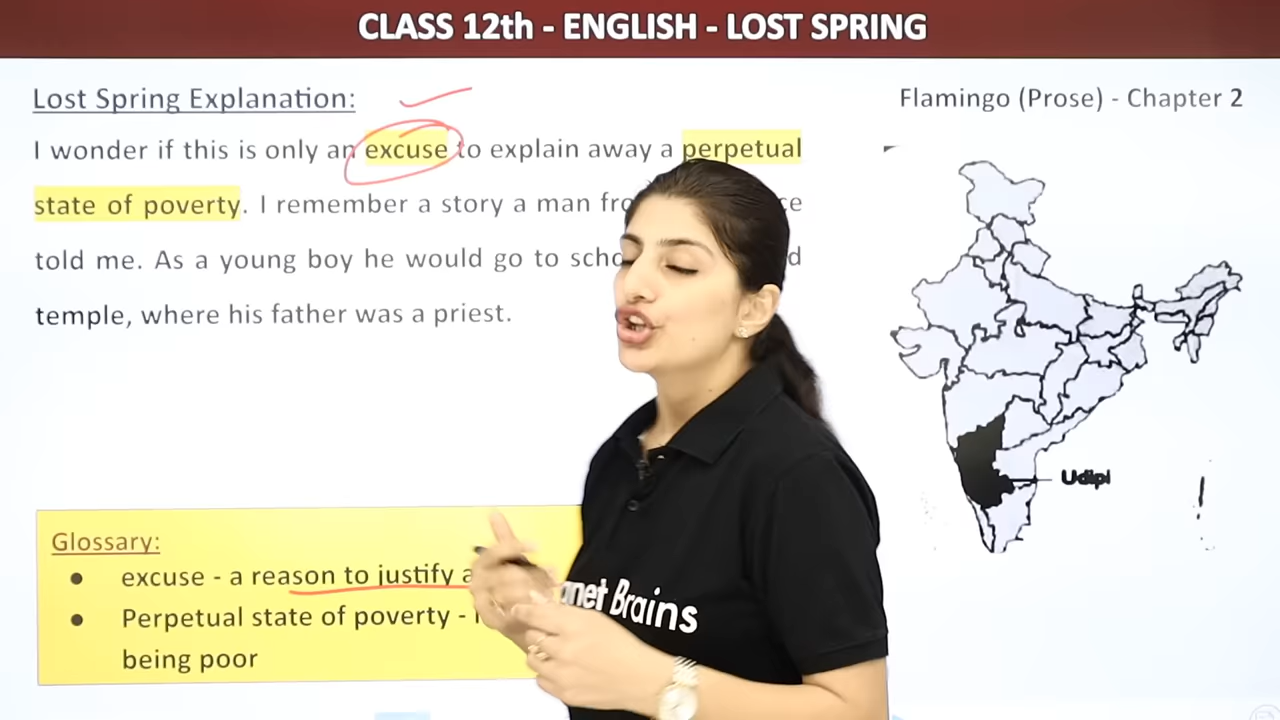 CLASS 12th - ENGLISH - LOST SPRING
Lost Spring Explanation:
Flamingo (Prose) - Chapter 2
I wonder if this is only an excuse to explain away a perpetual
state of poverty. I remember a story a man
told me. As a young boy he would go to
temple, where his father was a priest.
Udipi
Glossary:
excuse - a reason to justify
Perpetual state of poverty -
being poor
Brains